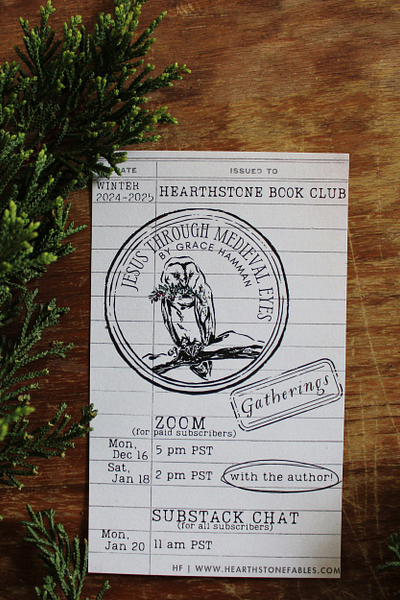 DATE ISSUED TO
WINTER
2024-2025 HEARTHSTONE BOOK CLUB
JESUS THROUGH MEDIEVAL EYES
BY GRACE HAMMAN
Gatherings
ZOOM
(for paid subscribers)
Mon,
Dec 16 5 pm PST
Sat,
Jan 18 2 pm PST with the author!
SUBSTACK CHAT
(for all subscribers)
Mon,
Jan 20 11 am PST
HF | WWW.HEARTHSTONEFABLES.COM